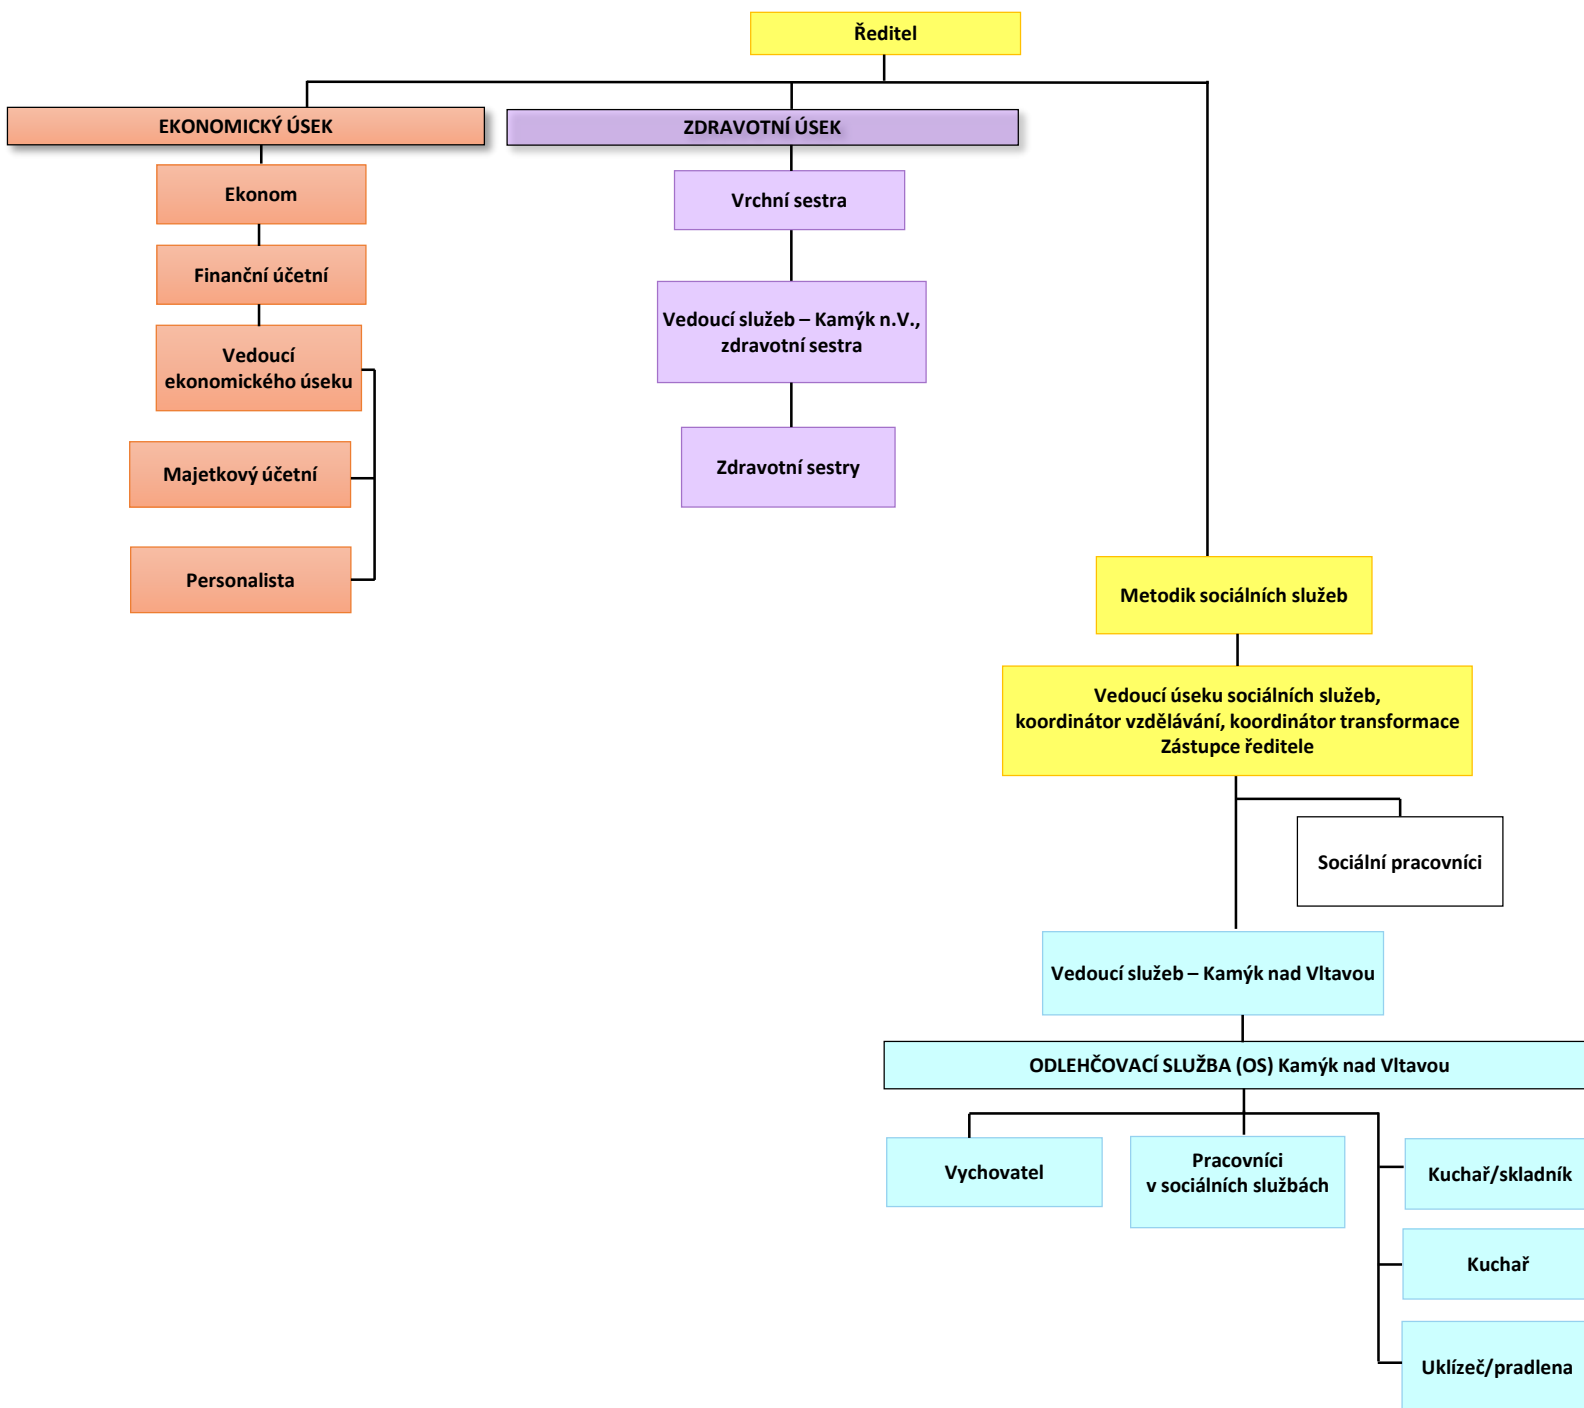 Ředitel
EKONOMICKÝ ÚSEK
ZDRAVOTNÍ ÚSEK
Ekonom
Vrchní sestra
Finanční účetní
Vedoucí služeb – Kamýk n.V.,
zdravotní sestra
Vedoucí
ekonomického úseku
Majetkový účetní
Zdravotní sestry
Personalista
Metodik sociálních služeb
Vedoucí úseku sociálních služeb,
koordinátor vzdělávání, koordinátor transformace
Zástupce ředitele
Sociální pracovníci
Vedoucí služeb – Kamýk nad Vltavou
ODLEHČOVACÍ SLUŽBA (OS) Kamýk nad Vltavou
Vychovatel
Pracovníci
v sociálních službách
Kuchař/skladník
Kuchař
Uklízeč/pradlena